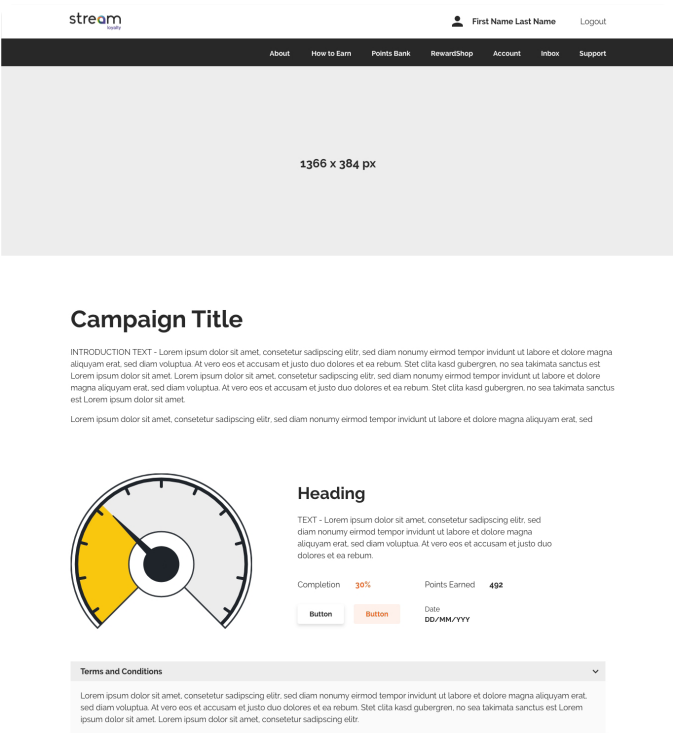 stream
loyalty
First Name Last Name
Logout
About
How to Earn
Points Bank
RewardShop
Account
Inbox
Support
1366 x 384 px
Campaign Title
INTRODUCTION TEXT - Lorem ipsum dolor sit amet, consetetur sadipscing elitr, sed diam nonumy eirmod tempor invidunt ut labore et dolore magna
aliquyam erat, sed diam voluptua. At vero eos et accusam et justo duo dolores et ea rebum. Stet clita kasd gubergren, no sea takimata sanctus est
Lorem ipsum dolor sit amet. Lorem ipsum dolor sit amet, consetetur sadipscing elitr, sed diam nonumy eirmod tempor invidunt ut labore et dolore
magna aliquyam erat, sed diam voluptua. At vero eos et accusam et justo duo dolores et ea rebum. Stet clita kasd gubergren, no sea takimata sanctus
est Lorem ipsum dolor sit amet.
Lorem ipsum dolor sit amet, consetetur sadipscing elitr, sed diam nonumy eirmod tempor invidunt ut labore et dolore magna aliquyam erat, sed
Heading
TEXT - Lorem ipsum dolor sit amet, consetetur sadipscing elitr, sed
diam nonumy eirmod tempor invidunt ut labore et dolore magna
aliquyam erat, sed diam voluptua. At vero eos et accusam et justo duo
dolores et ea rebum.
Completion 30%
Points Earned 492
Button
Button
Date
DD/MM/YYY
Terms and Conditions
Lorem ipsum dolor sit amet, consetetur sadipscing elitr, sed diam nonumy eirmod tempor invidunt ut labore et dolore magna aliquyam erat,
sed diam voluptua. At vero eos et accusam et justo duo dolores et ea rebum. Stet clita kasd gubergren, no sea takimata sanctus est Lorem
ipsum dolor sit amet. Lorem ipsum dolor sit amet, consetetur sadipscing elitr.